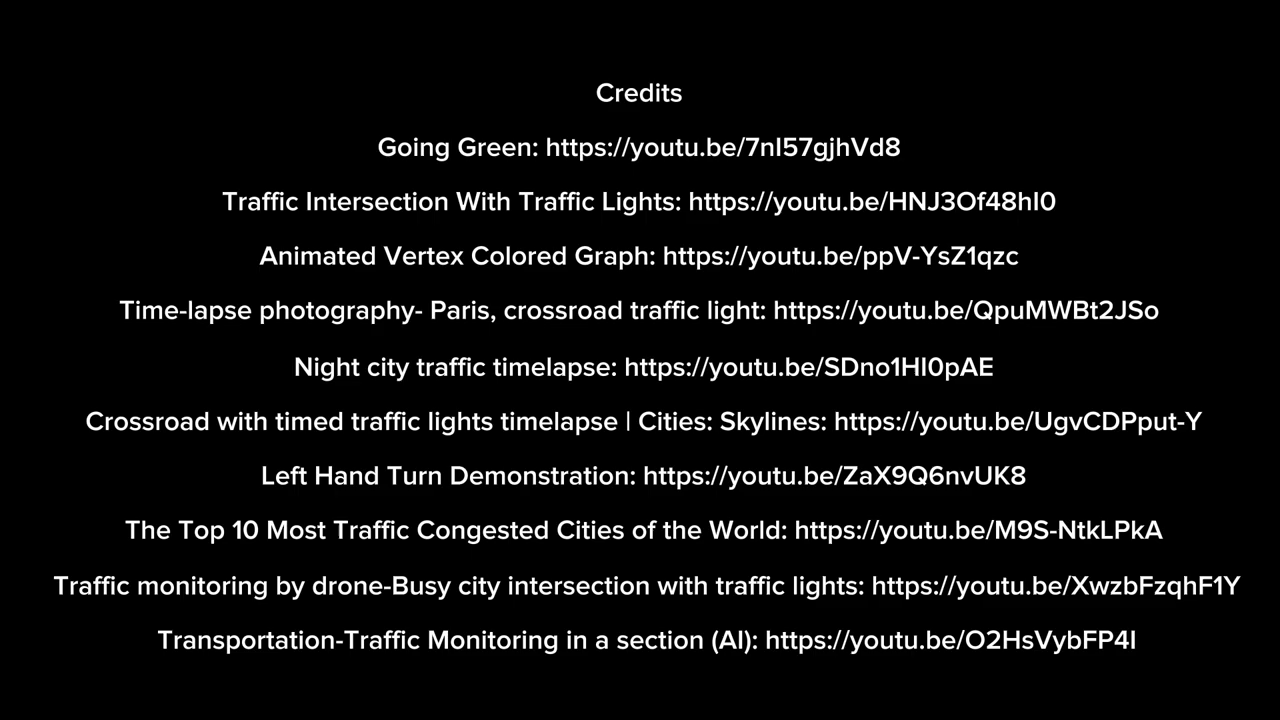 Credits
Going Green: https://youtu.be/7nI57gjhVd8
Traffic Intersection With Traffic Lights: https://youtu.be/HNJ3Of48hI0
Animated Vertex Colored Graph: https://youtu.be/ppV-YsZ1qzc
Time-lapse photography- Paris, crossroad traffic light: https://youtu.be/QpuMWBt2JSo
Night city traffic timelapse: https://youtu.be/SDno1Hl0pAE
Crossroad with timed traffic lights timelapse | Cities: Skylines: https://youtu.be/UgvCDPput-Y
Left Hand Turn Demonstration: https://youtu.be/ZaX9Q6nvUK8
The Top 10 Most Traffic Congested Cities of the World: https://youtu.be/M9S-NtkLPkA
Traffic monitoring by drone-Busy city intersection with traffic lights: https://youtu.be/XwzbFzqhF1Y
Transportation-Traffic Monitoring in a section (AI): https://youtu.be/O2HsVybFP4I